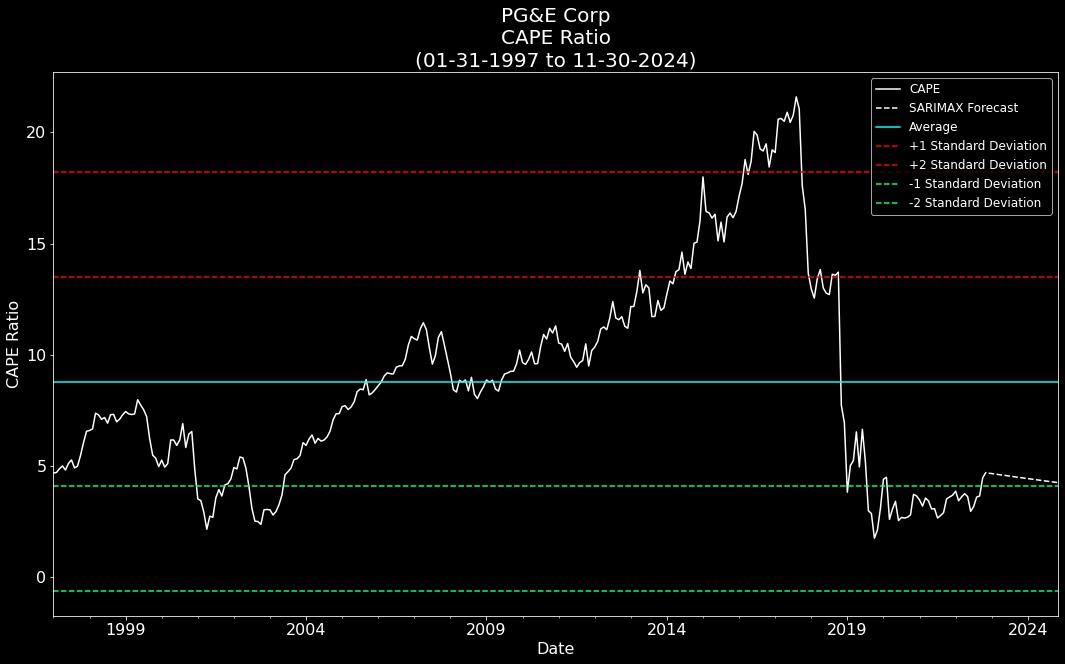 PG&E Corp
CAPE Ratio
(01-31-1997 to 11-30-2024)
CAPE
SARIMAX Forecast
Average
+1 Standard Deviation
+2 Standard Deviation
-1 Standard Deviation
-2 Standard Deviation
CAPE Ratio
20
15
10
5
0
1999
2004
2009
2014
2019
2024
Date